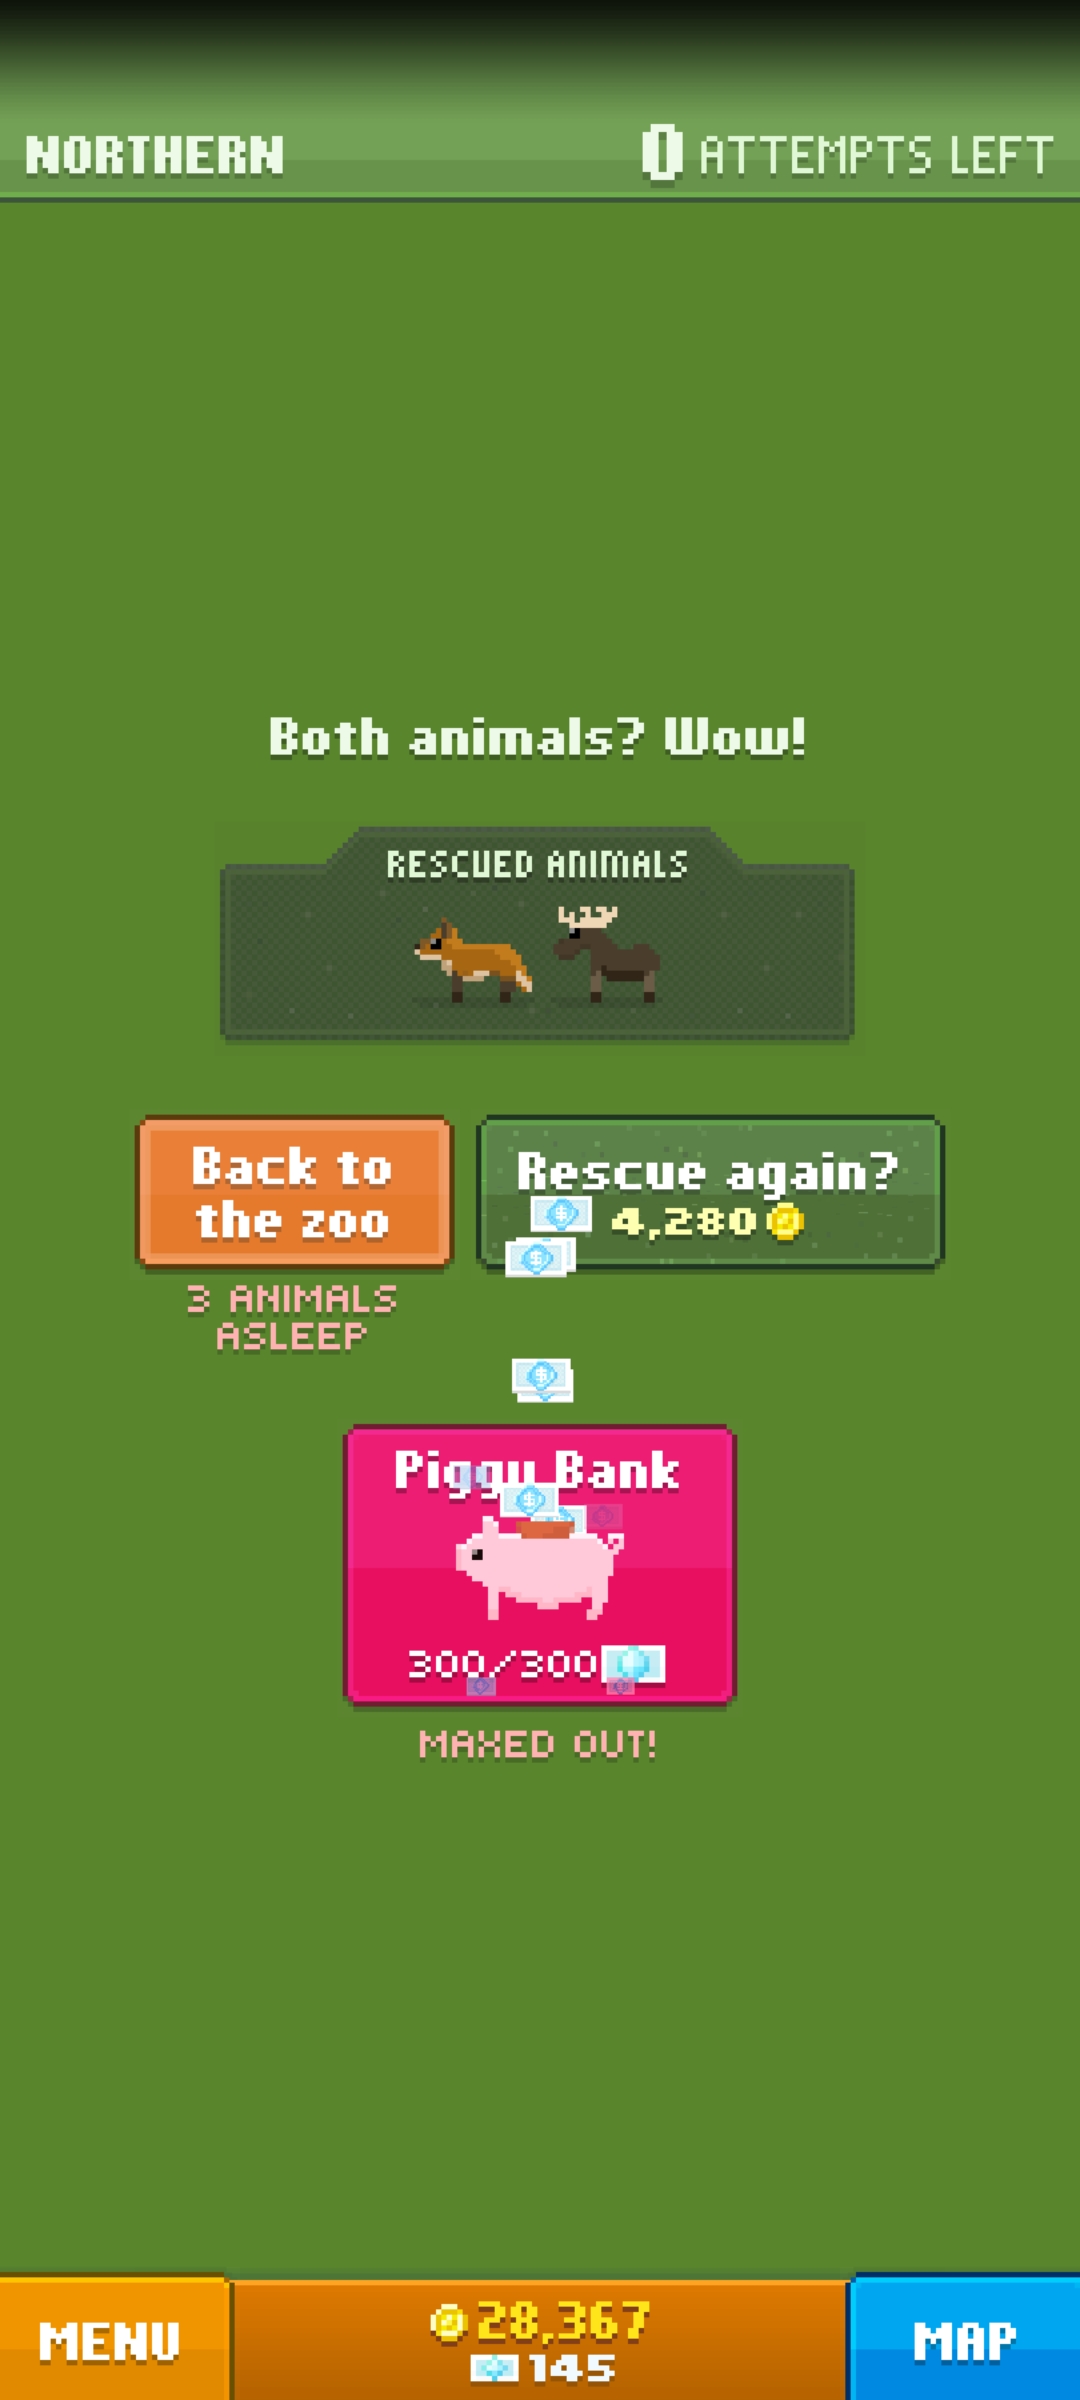 NORTHERN
0 ATTEMPTS LEFT
Both animals? Wow!
RESCUED ANIMALS
Back to
the zoo
Rescue again?
4,280
3 ANIMALS
ASLEEP
Piggy Bank
300/300
MAXED OUT!
MENU
28,367
145
MAP